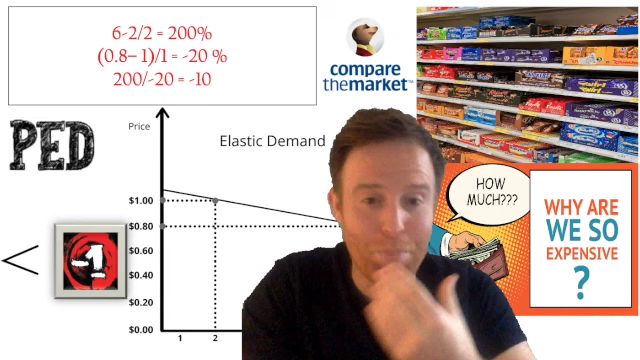 6-2/2 = 200%
(0.8– 1)/1 = -20 %
200/-20 = -10
compare
themarket™
PED
Price
Elastic Demand
$1.00
$0.80
$0.60
$0.40
$0.20
$0.00
1
2
< -1
HOW
MUCH???
WHY ARE
WE SO
EXPENSIVE
?